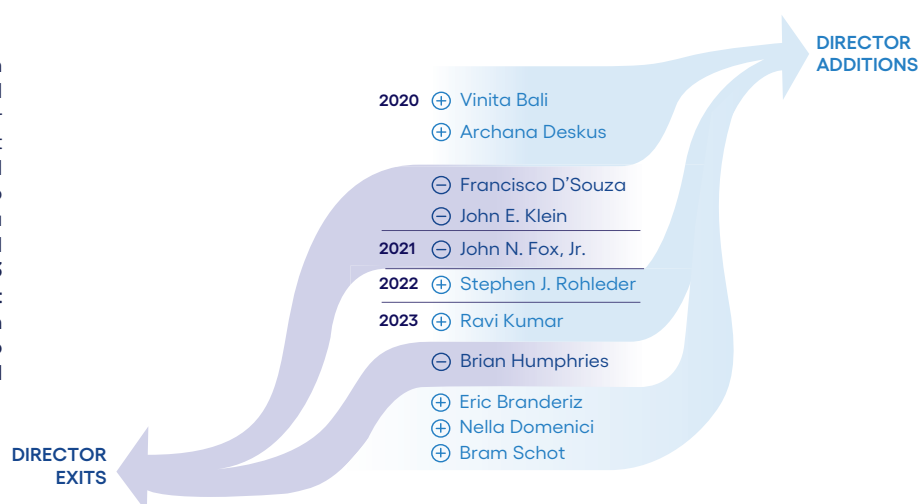 DIRECTOR
ADDITIONS
2020 + Vinita Bali
+ Archana Deskus
− Francisco D’Souza
− John E. Klein
2021 − John N. Fox, Jr.
2022 + Stephen J. Rohleder
2023 + Ravi Kumar
− Brian Humphries
+ Eric Branderiz
+ Nella Domenici
+ Bram Schot
DIRECTOR
EXITS